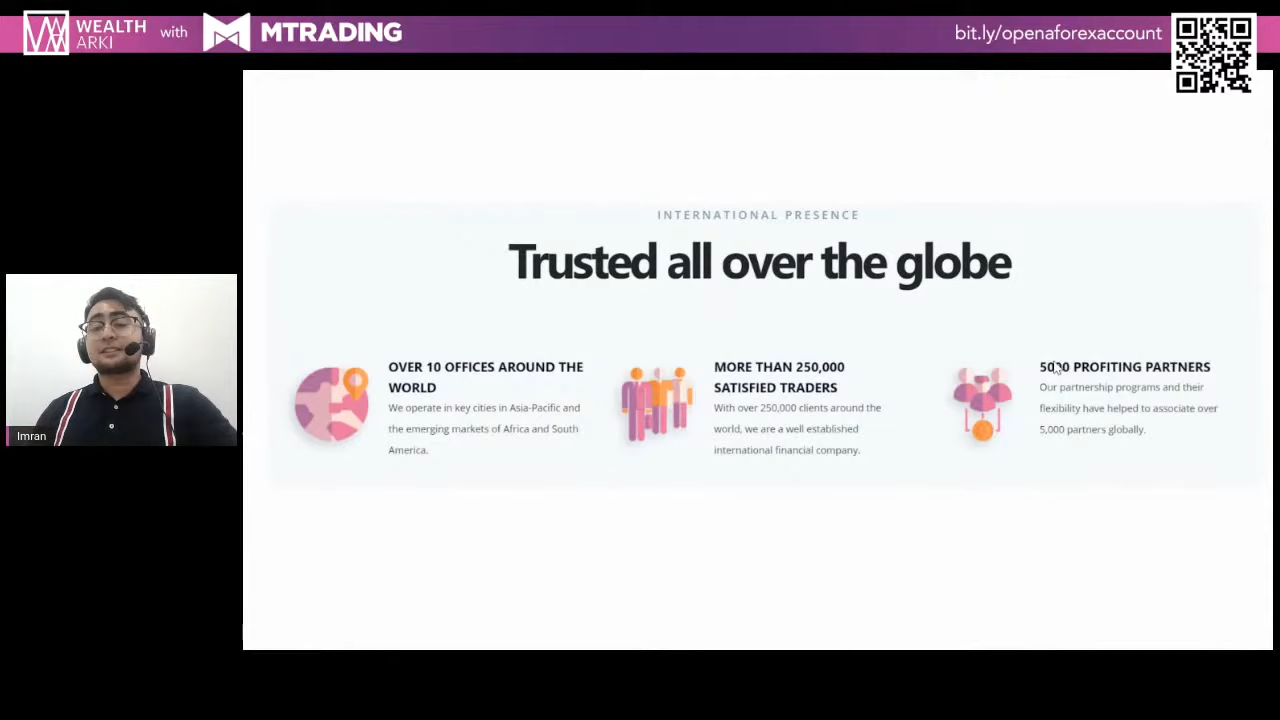 WEALTH
ARKI
with
MTRADING
bit.ly/openaforexaccount
INTERNATIONAL PRESENCE
Trusted all over the globe
OVER 10 OFFICES AROUND THE
WORLD
We operate in key cities in Asia-Pacific and
the emerging markets of Africa and South
America.
MORE THAN 250,000
SATISFIED TRADERS
With over 250,000 clients around the
world, we are a well established
international financial company.
5000 PROFITING PARTNERS
Our partnership programs and their
flexibility have helped to associate over
5,000 partners globally.
Imran